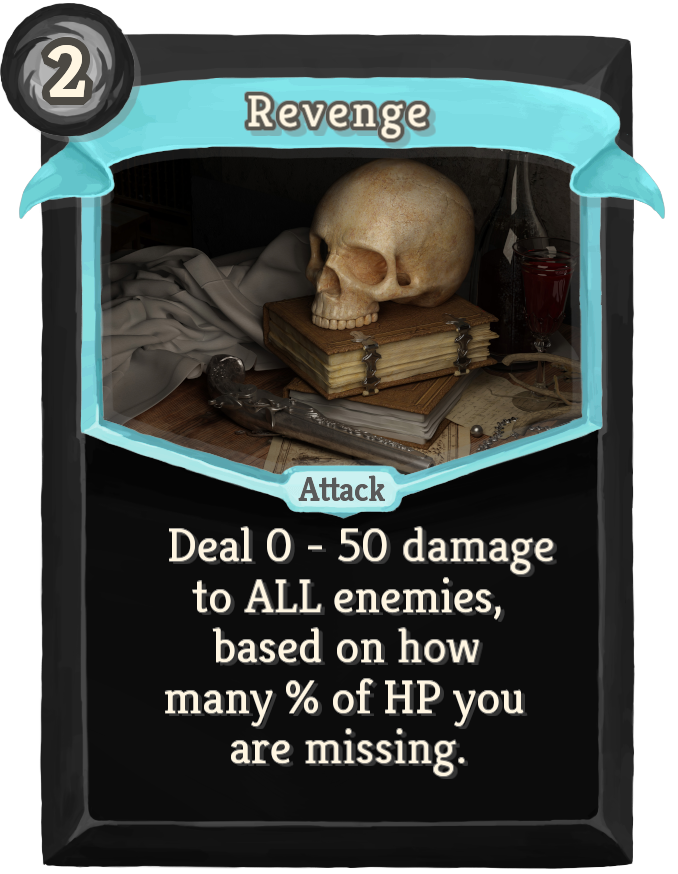 2
Revenge
Attack
Deal 0 - 50 damage
to ALL enemies,
based on how
many % of HP you
are missing.